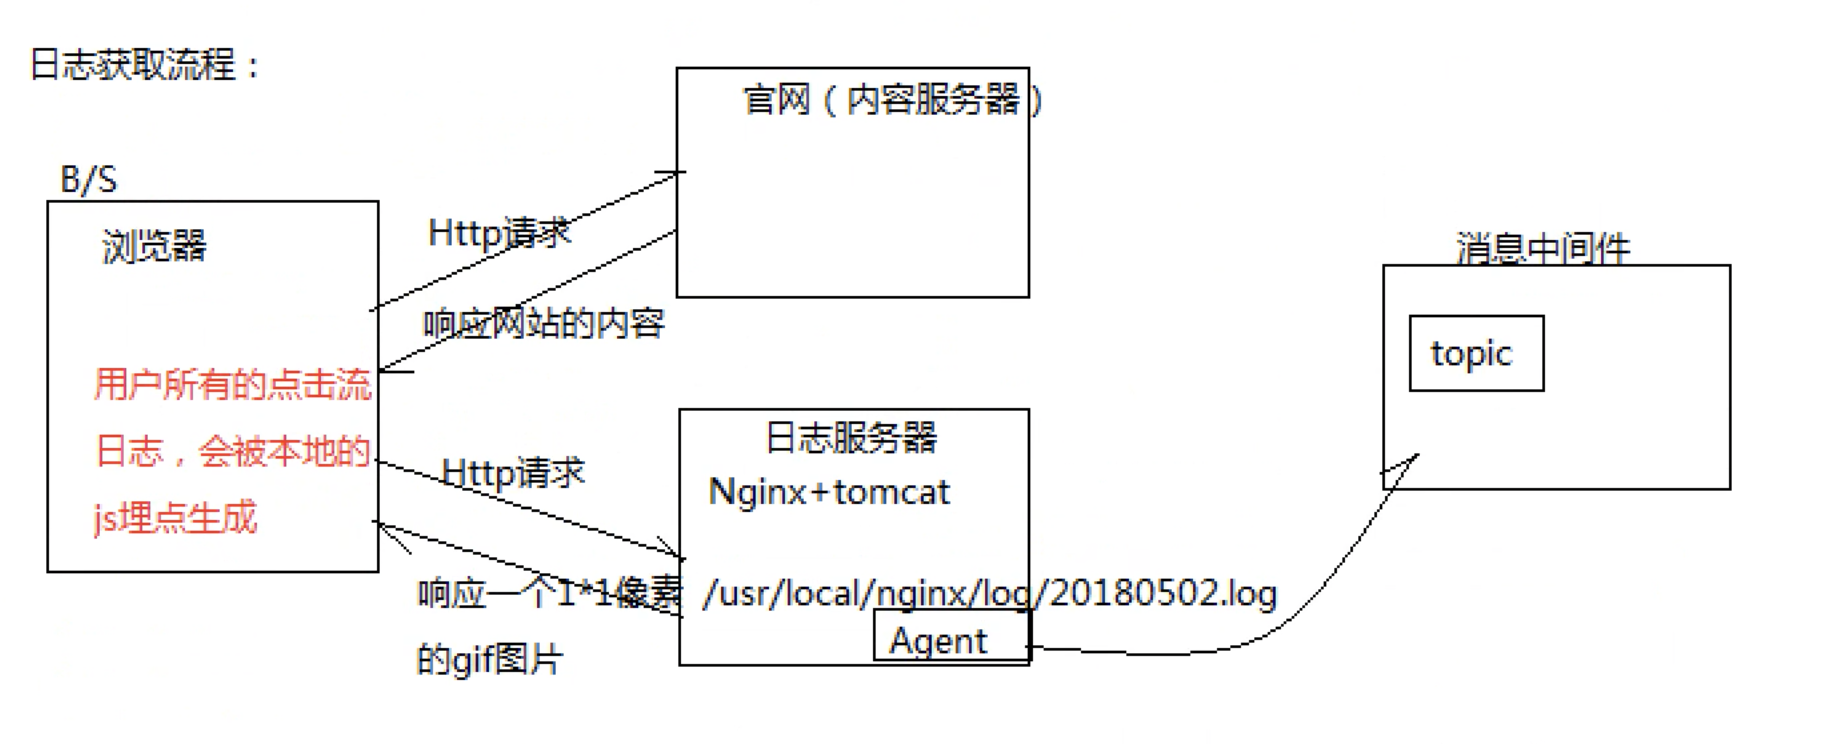 日志获取流程：
官网（内容服务器）
B/S
浏览器
Http请求
消息中间件
响应网站的内容
topic
用户所有的点击流
日志，会被本地的
js埋点生成
日志服务器
Http请求
Nginx+tomcat
响应一个1*1像素
的gif图片
/usr/local/nginx/log/20180502.log
Agent